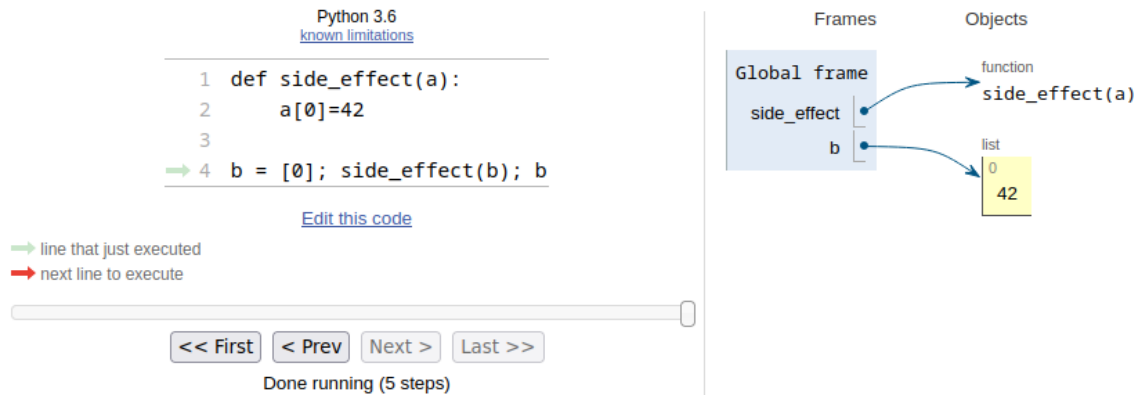 Python 3.6
known limitations
1 def side_effect(a):
2     a[0]=42
3
4 b = [0]; side_effect(b); b
Edit this code
line that just executed
next line to execute
<< First < Prev Next > Last >>
Done running (5 steps)
Frames Objects
Global frame
side_effect
b
function
side_effect(a)
list
0
42